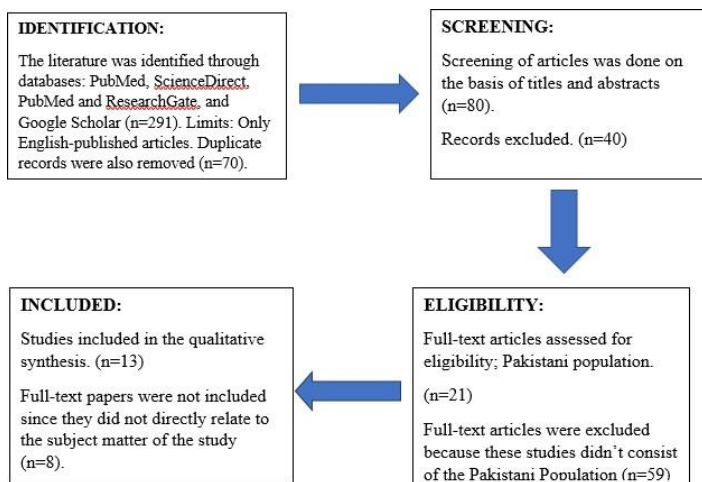 IDENTIFICATION:
The literature was identified through
databases: PubMed, ScienceDirect,
PubMed and ResearchGate, and
Google Scholar (n=291). Limits: Only
English-published articles. Duplicate
records were also removed (n=70).
SCREENING:
Screening of articles was done on
the basis of titles and abstracts
(n=80).
Records excluded. (n=40)
ELIGIBILITY:
Full-text articles assessed for
eligibility; Pakistani population.
(n=21)
Full-text articles were excluded
because these studies didn’t consist
of the Pakistani Population (n=59)
INCLUDED:
Studies included in the qualitative
synthesis. (n=13)
Full-text papers were not included
since they did not directly relate to
the subject matter of the study
(n=8).